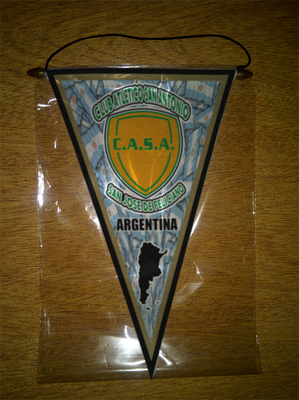 CLUB ATLETICO SAN ANTONIO
C.A.S.A.
SAN JOSE DE FELICIANO
ARGENTINA